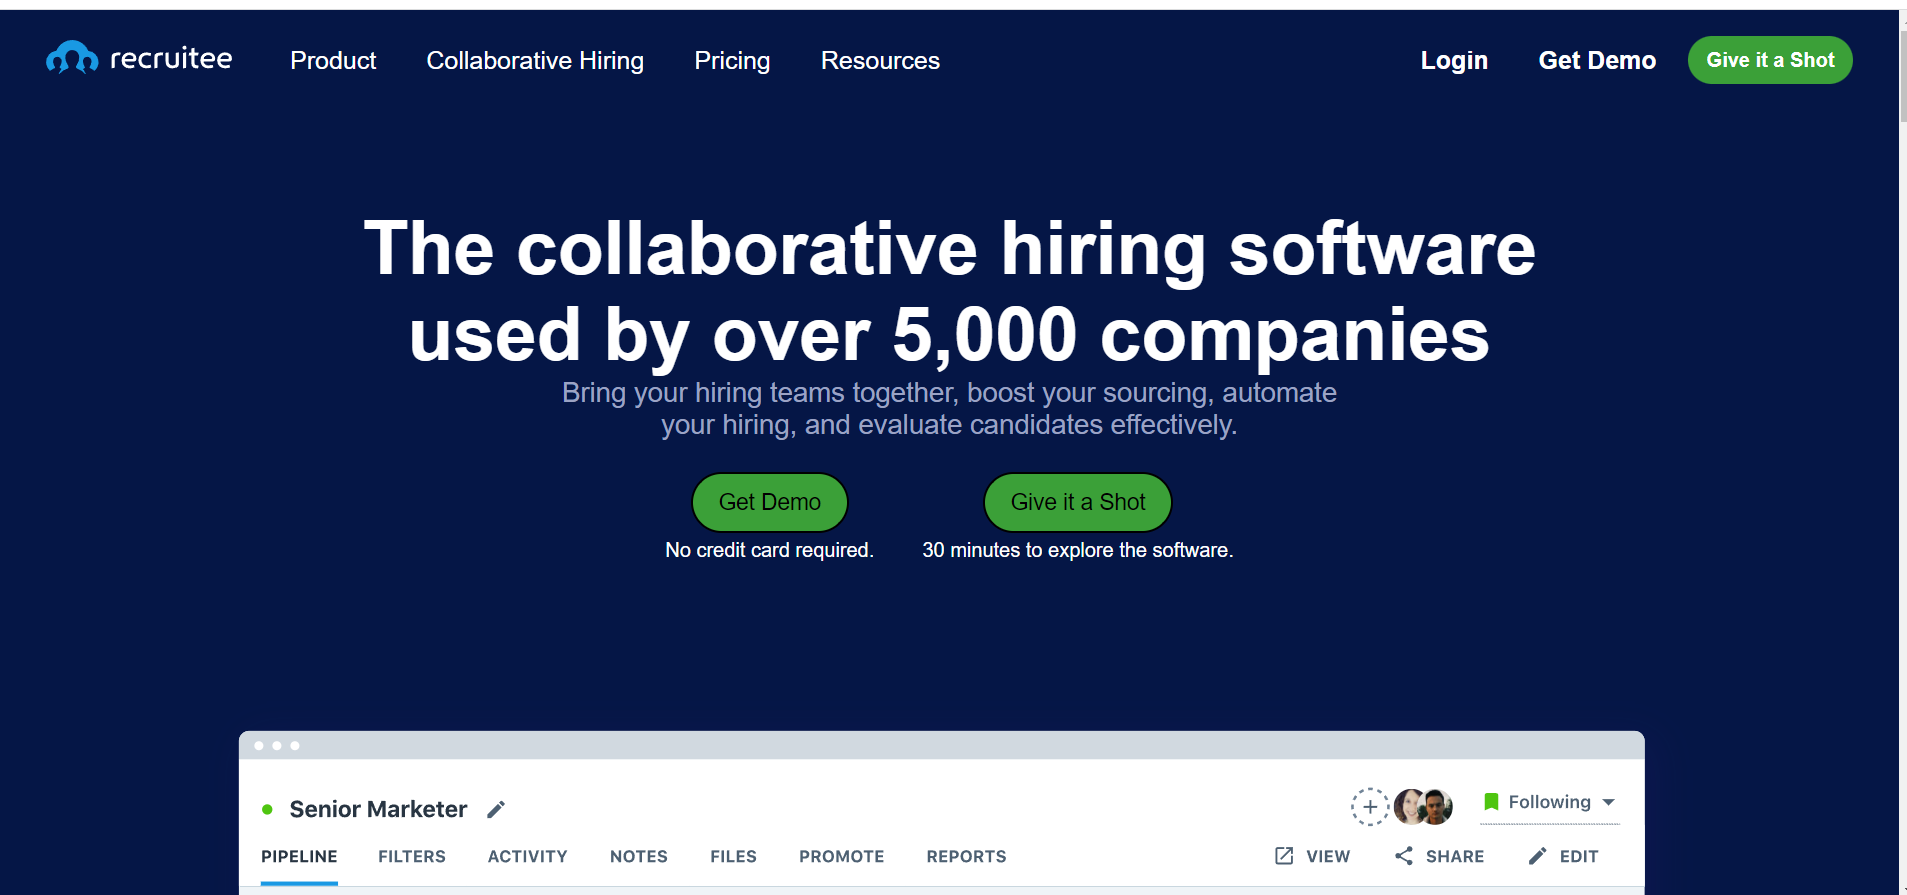 recruitee Product Collaborative Hiring Pricing Resources Login Get Demo Give it a Shot
The collaborative hiring software
used by over 5,000 companies
Bring your hiring teams together, boost your sourcing, automate
your hiring, and evaluate candidates effectively.
Get Demo Give it a Shot
No credit card required. 30 minutes to explore the software.
Senior Marketer Following
PIPELINE FILTERS ACTIVITY NOTES FILES PROMOTE REPORTS VIEW SHARE EDIT